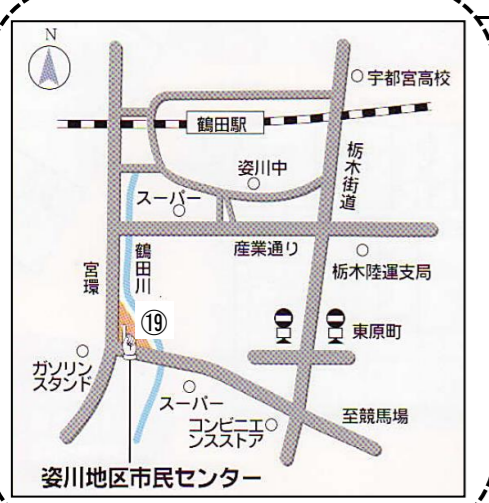 N
宇都宮高校
鶴田駅
栃木街道
姿川中
スーパー
産業通り
栃木陸運支局
宮環
鶴田川
⑲
東原町
ガソリン
スタンド
スーパー
コンビニエ
ンスストア
至競馬場
姿川地区市民センター